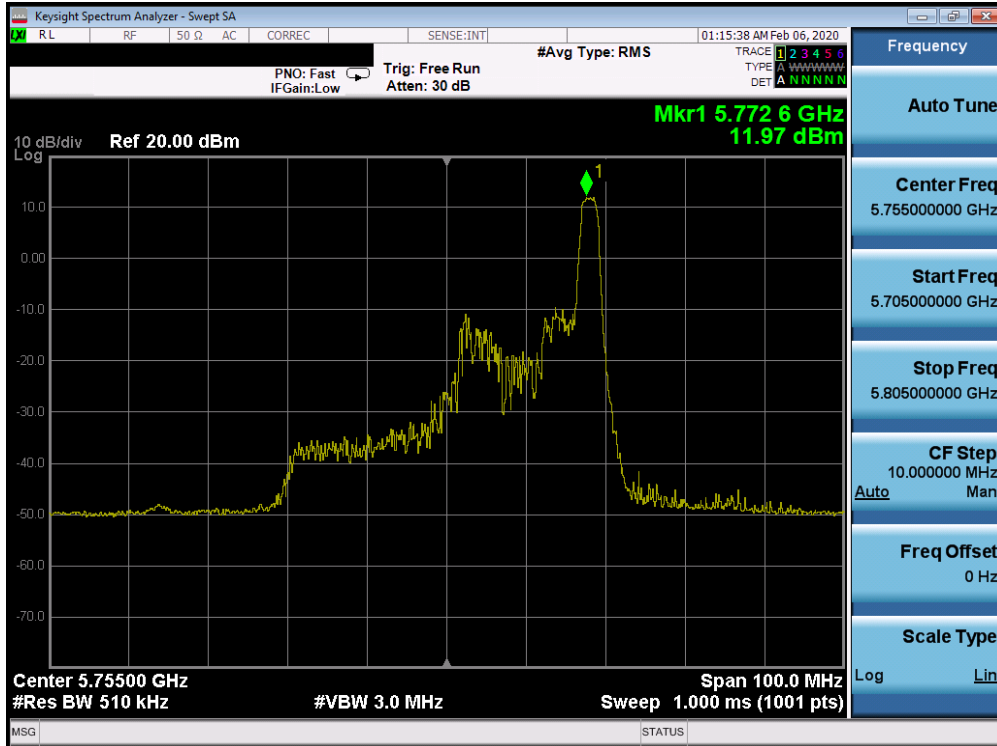 Keysight Spectrum Analyzer - Swept SA
LXI RL RF 50 Ω AC CORREC SENSE:INT 01:15:38 AM Feb 06, 2020
#Avg Type: RMS TRACE 1 2 3 4 5 6
PNO: Fast Trig: Free Run TYPE A WWWWW
IFGain:Low Atten: 30 dB DET A N N N N N
Mkr1 5.772 6 GHz
11.97 dBm
10 dB/div Ref 20.00 dBm
Log
1
10.0
0.00
-10.0
-20.0
-30.0
-40.0
-50.0
-60.0
-70.0
Center 5.75500 GHz Span 100.0 MHz
#Res BW 510 kHz #VBW 3.0 MHz Sweep 1.000 ms (1001 pts)
MSG STATUS
Frequency
Auto Tune
Center Freq
5.755000000 GHz
Start Freq
5.705000000 GHz
Stop Freq
5.805000000 GHz
CF Step
10.000000 MHz
Auto Man
Freq Offset
0 Hz
Scale Type
Log Lin